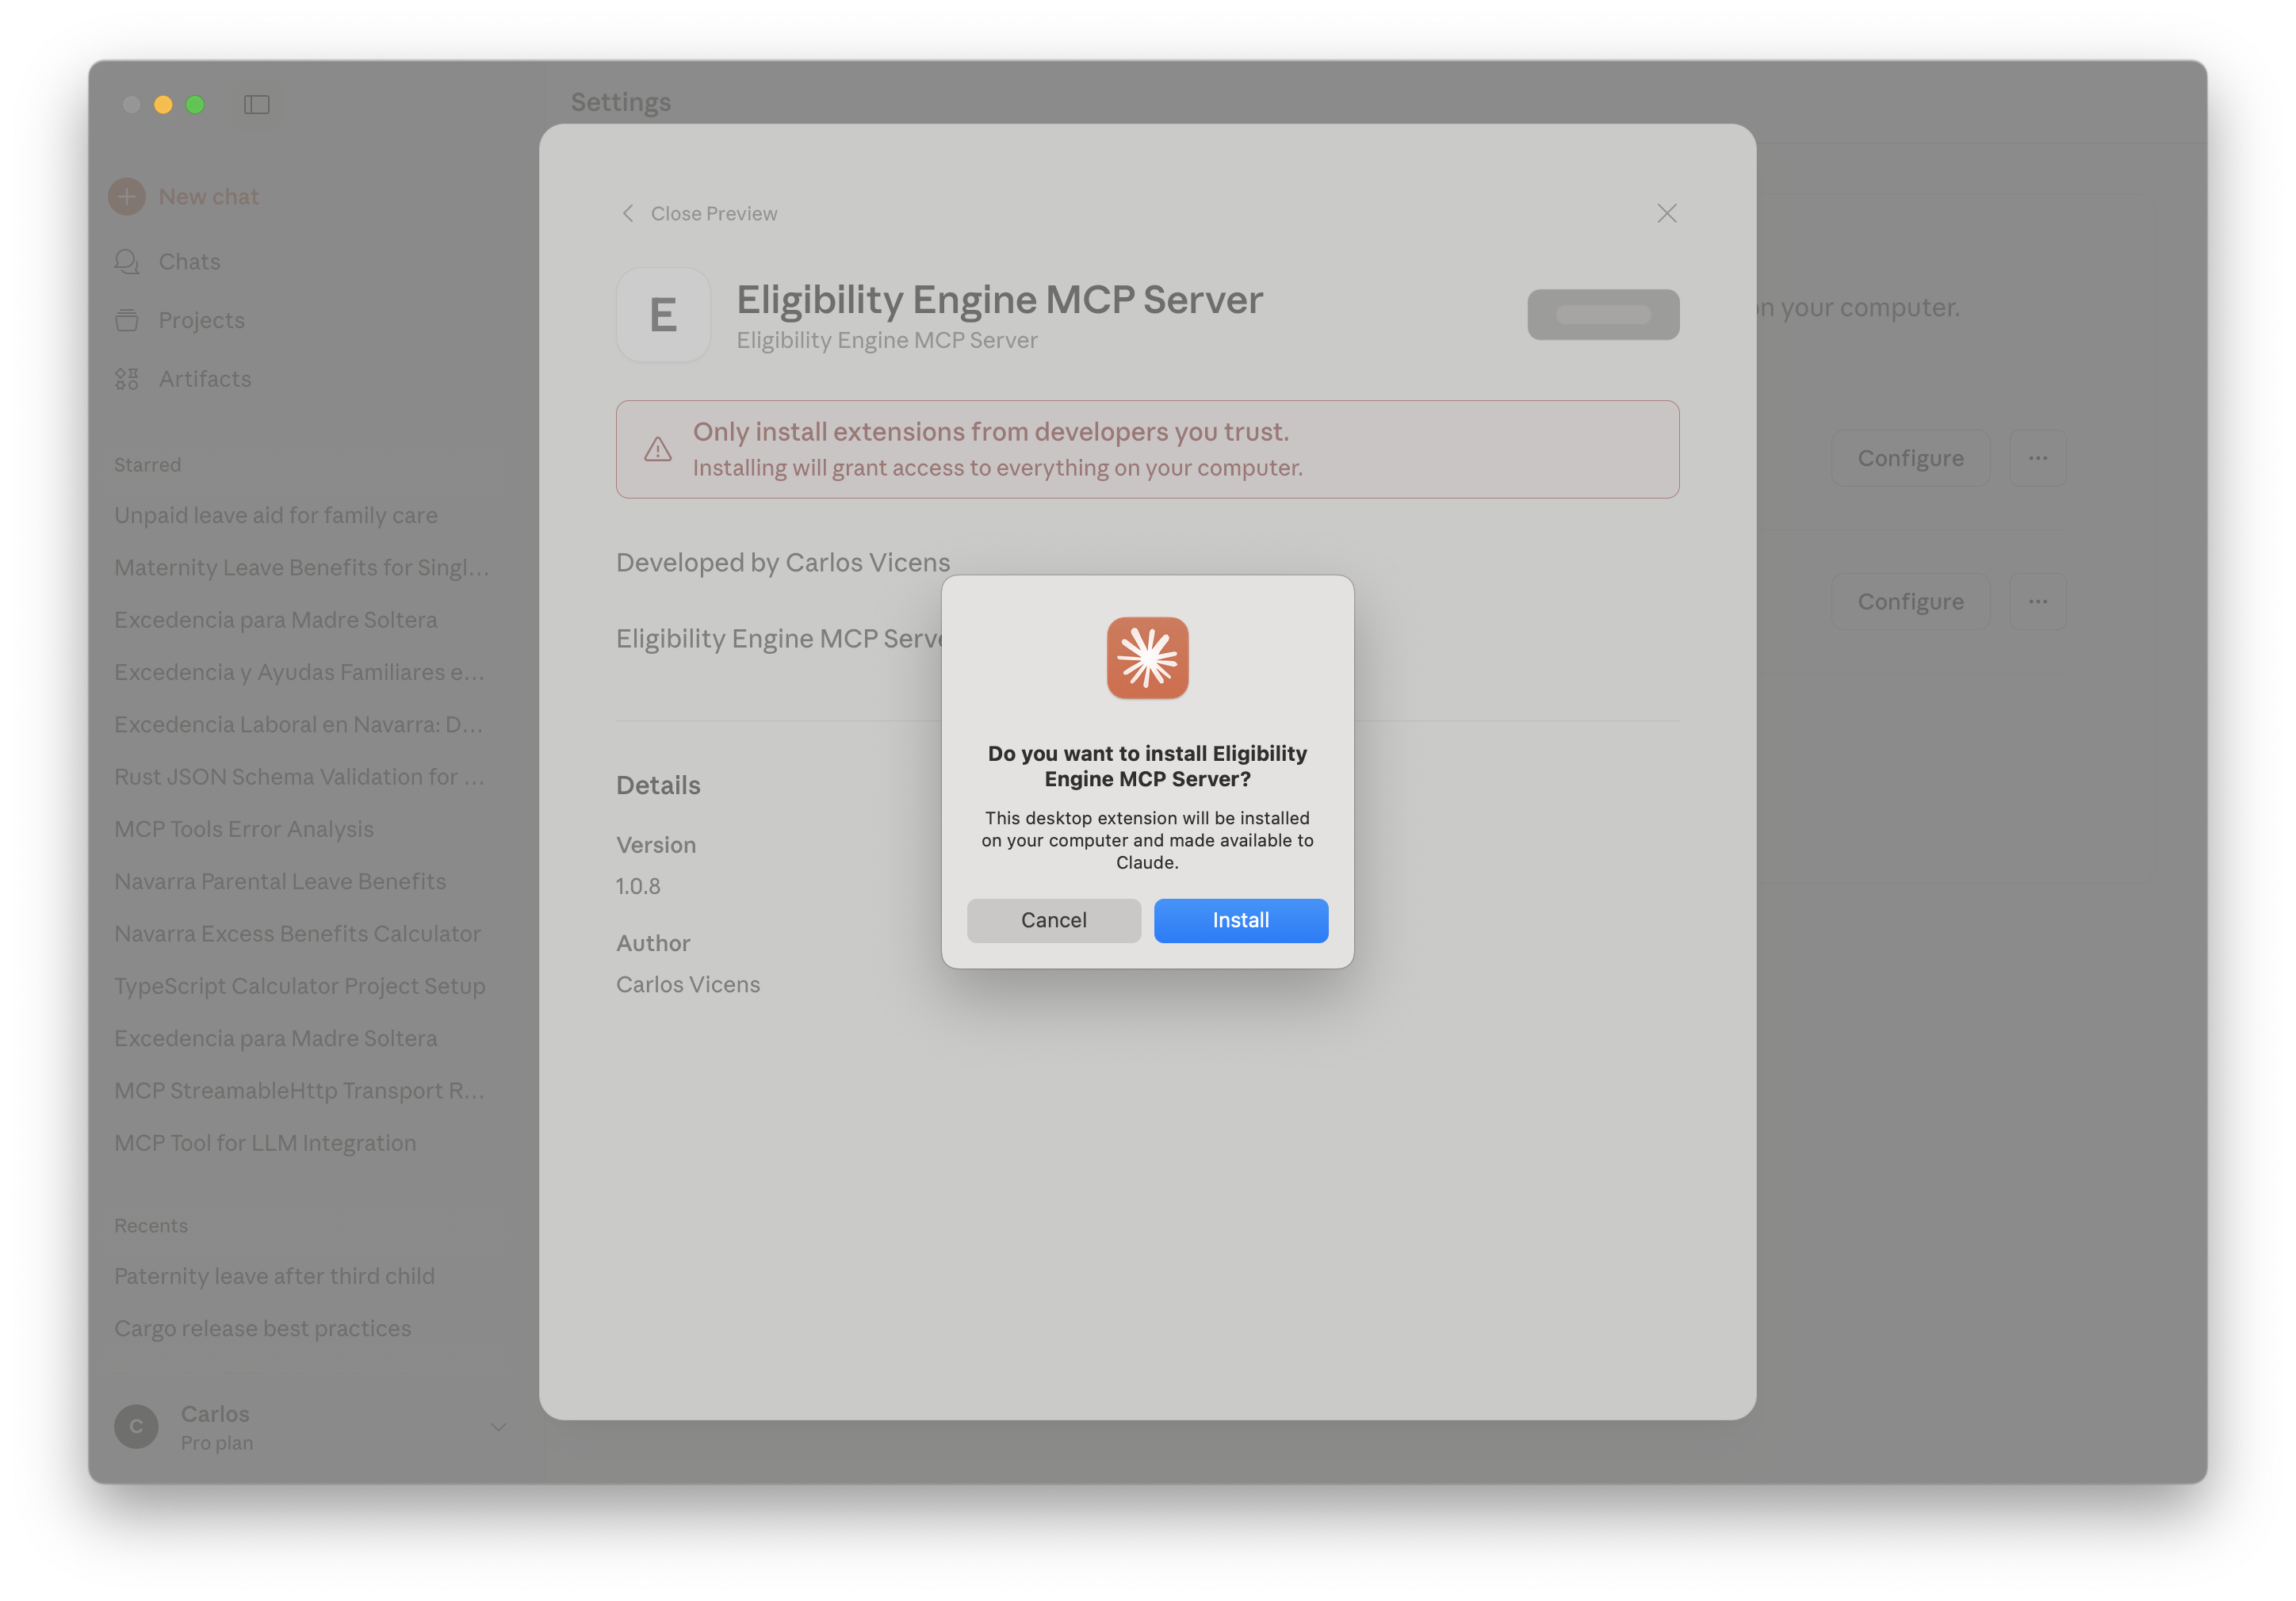 Settings
New chat
Chats
Projects
Artifacts
Starred
Unpaid leave aid for family care
Maternity Leave Benefits for Singl...
Excedencia para Madre Soltera
Excedencia y Ayudas Familiares e...
Excedencia Laboral en Navarra: D...
Rust JSON Schema Validation for ...
MCP Tools Error Analysis
Navarra Parental Leave Benefits
Navarra Excess Benefits Calculator
TypeScript Calculator Project Setup
Excedencia para Madre Soltera
MCP StreamableHttp Transport R...
MCP Tool for LLM Integration
Recents
Paternity leave after third child
Cargo release best practices
C
Carlos
Pro plan
Close Preview
E
Eligibility Engine MCP Server
Eligibility Engine MCP Server
Only install extensions from developers you trust.
Installing will grant access to everything on your computer.
Developed by Carlos Vicens
Eligibility Engine MCP
Details
Version
1.0.8
Author
Carlos Vicens
Do you want to install Eligibility
Engine MCP Server?
This desktop extension will be installed
on your computer and made available to
Claude.
Cancel
Install
your computer.
Configure
Configure